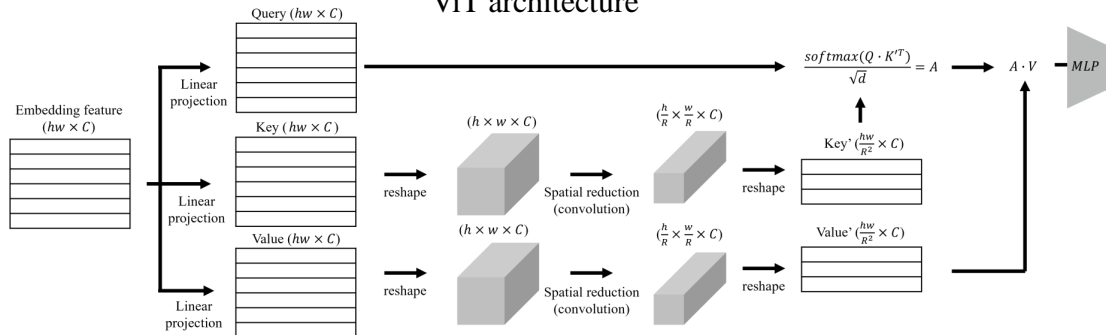 ViT architecture
Query (hw × C)
Linear
projection
softmax(Q · K'ᵀ)
√d
= A
A · V
MLP
Embedding feature
(hw × C)
Key (hw × C)
Linear
projection
reshape
(h × w × C)
Spatial reduction
(convolution)
(h/R × w/R × C)
reshape
Key’ (hw/R² × C)
Value (hw × C)
Linear
projection
reshape
(h × w × C)
Spatial reduction
(convolution)
(h/R × w/R × C)
reshape
Value’ (hw/R² × C)